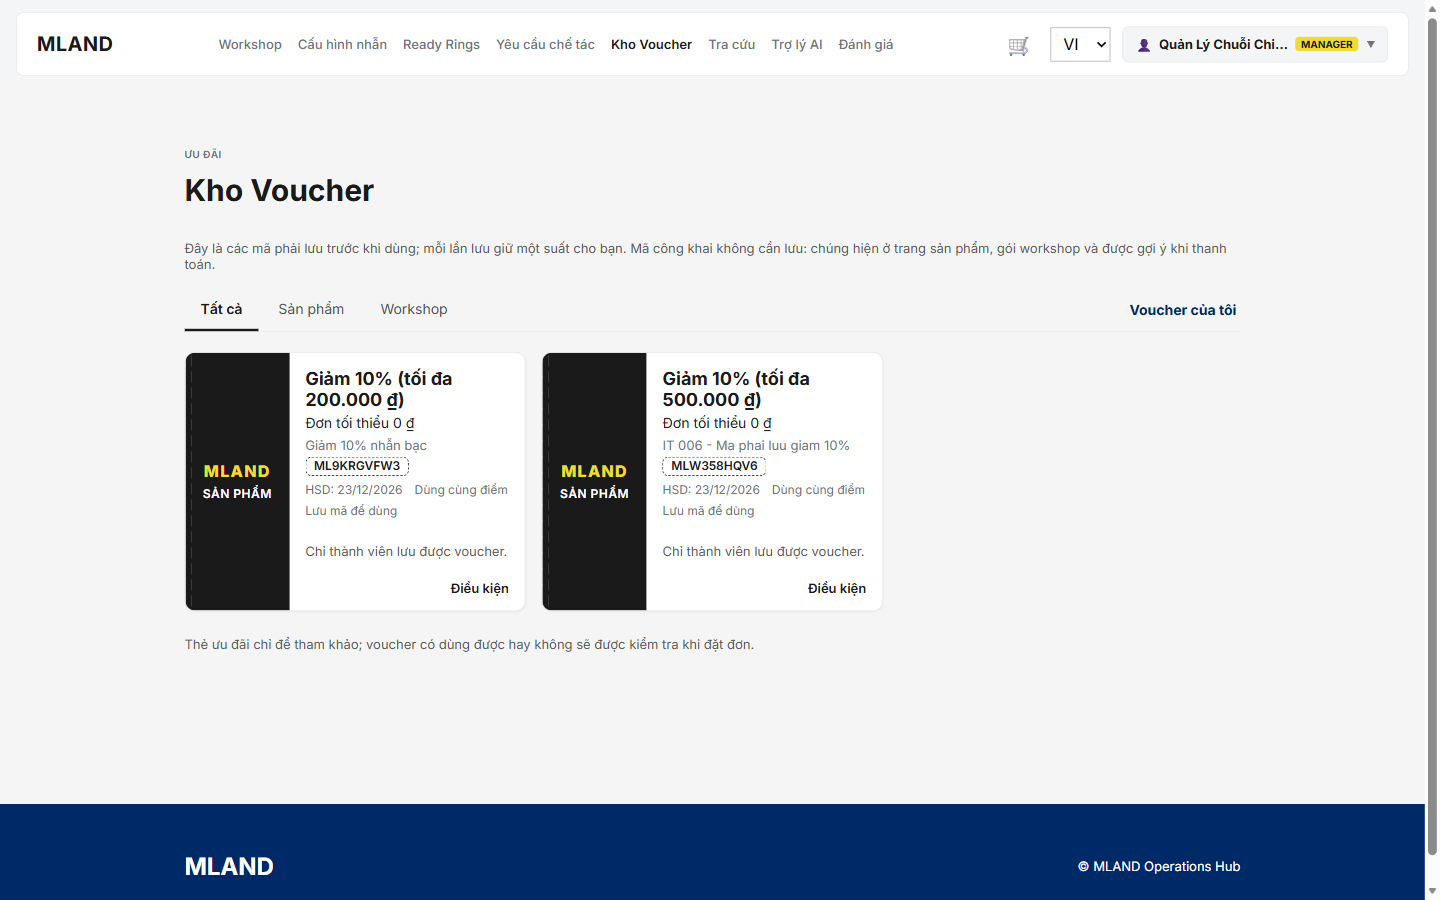 MLAND
Workshop
Cấu hình nhẫn
Ready Rings
Yêu cầu chế tác
Kho Voucher
Tra cứu
Trợ lý AI
Đánh giá
VI
Quản Lý Chuỗi Chi...
MANAGER
ƯU ĐÃI
Kho Voucher
Đây là các mã phải lưu trước khi dùng; mỗi lần lưu giữ một suất cho bạn. Mã công khai không cần lưu: chúng hiện ở trang sản phẩm, gói workshop và được gợi ý khi thanh
toán.
Tất cả
Sản phẩm
Workshop
Voucher của tôi
MLAND
SẢN PHẨM
Giảm 10% (tối đa
200.000 ₫)
Đơn tối thiểu 0 ₫
Giảm 10% nhẫn bạc
ML9KRGVFW3
HSD: 23/12/2026 Dùng cùng điểm
Lưu mã để dùng
Chỉ thành viên lưu được voucher.
Điều kiện
MLAND
SẢN PHẨM
Giảm 10% (tối đa
500.000 ₫)
Đơn tối thiểu 0 ₫
IT 006 - Ma phai luu giam 10%
MLW358HQV6
HSD: 23/12/2026 Dùng cùng điểm
Lưu mã để dùng
Chỉ thành viên lưu được voucher.
Điều kiện
Thẻ ưu đãi chỉ để tham khảo; voucher có dùng được hay không sẽ được kiểm tra khi đặt đơn.
MLAND
© MLAND Operations Hub